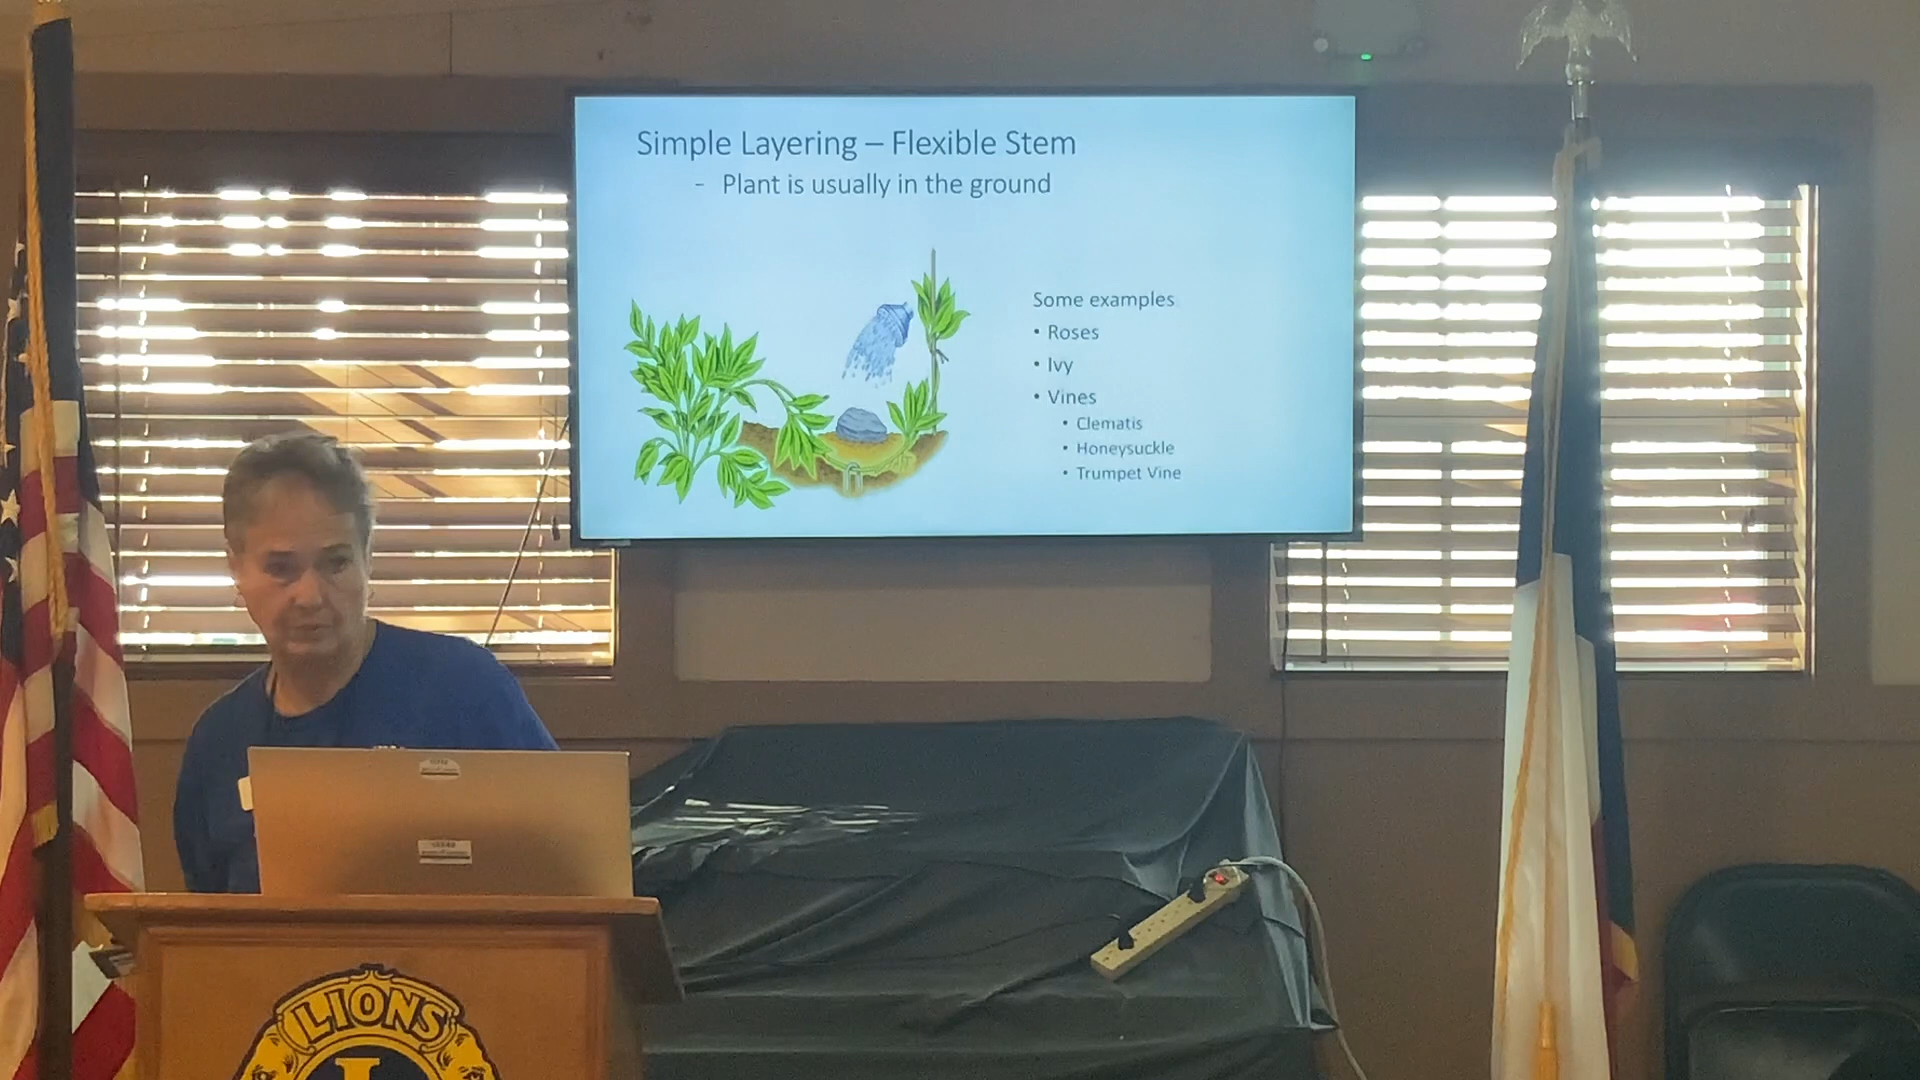 Simple Layering – Flexible Stem
- Plant is usually in the ground
Some examples
• Roses
• Ivy
• Vines
• Clematis
• Honeysuckle
• Trumpet Vine
LIONS
L